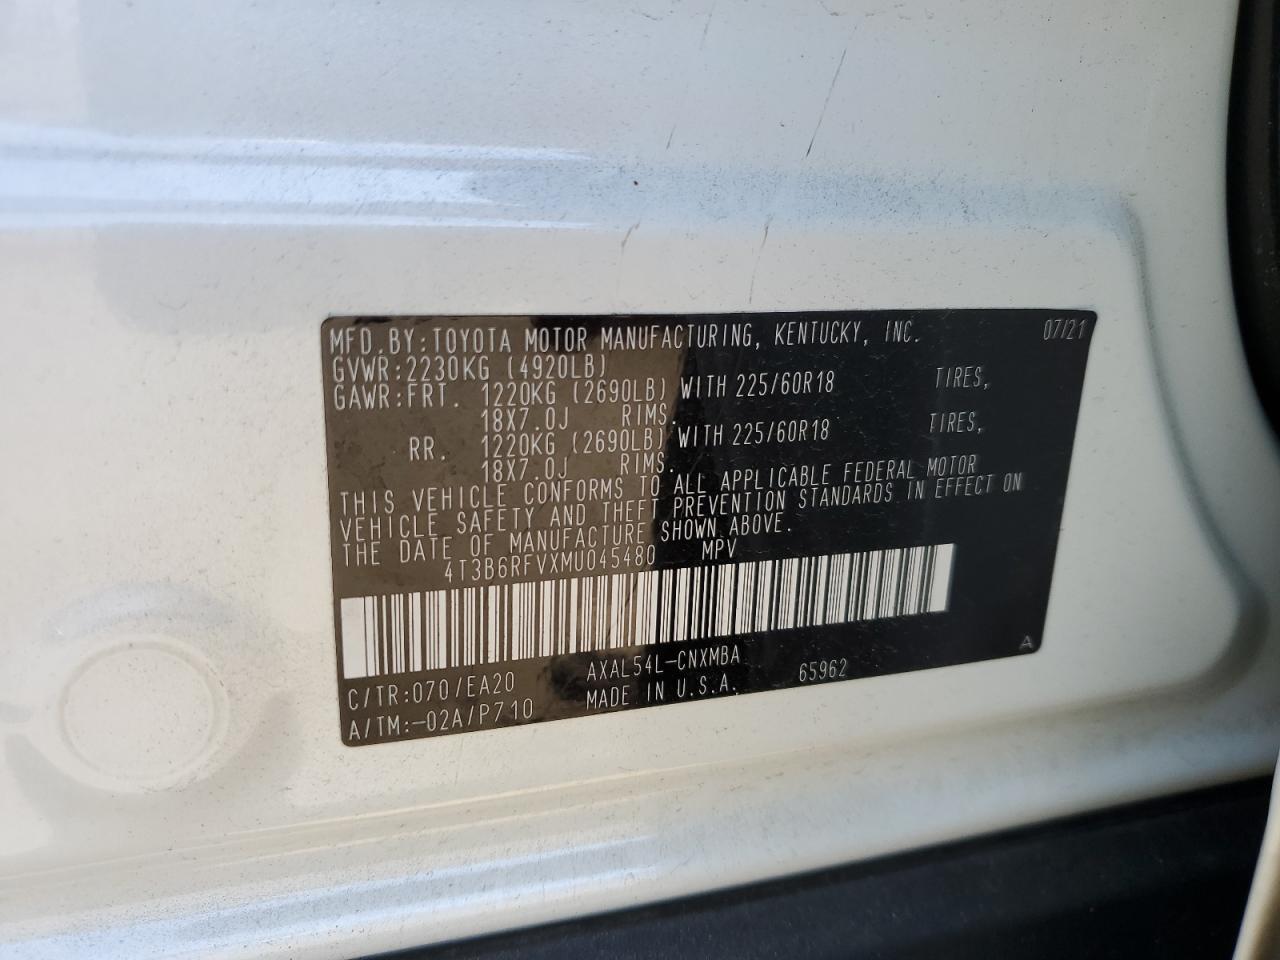 MFD. BY: TOYOTA MOTOR MANUFACTURING, KENTUCKY, INC. 07/21
GVWR: 2230KG (4920LB)
GAWR: FRT. 1220KG (2690LB) WITH 225/60R18 TIRES,
18X7.0J RIMS.
RR. 1220KG (2690LB) WITH 225/60R18 TIRES,
18X7.0J RIMS.
THIS VEHICLE CONFORMS TO ALL APPLICABLE FEDERAL MOTOR
VEHICLE SAFETY AND THEFT PREVENTION STANDARDS IN EFFECT ON
THE DATE OF MANUFACTURE SHOWN ABOVE.
4T3B6RFVXMU045480 MPV
C/TR: 070/EA20 AXAL54L-CNXMBA 65962 A
A/TM: -02A/P710 MADE IN U.S.A.